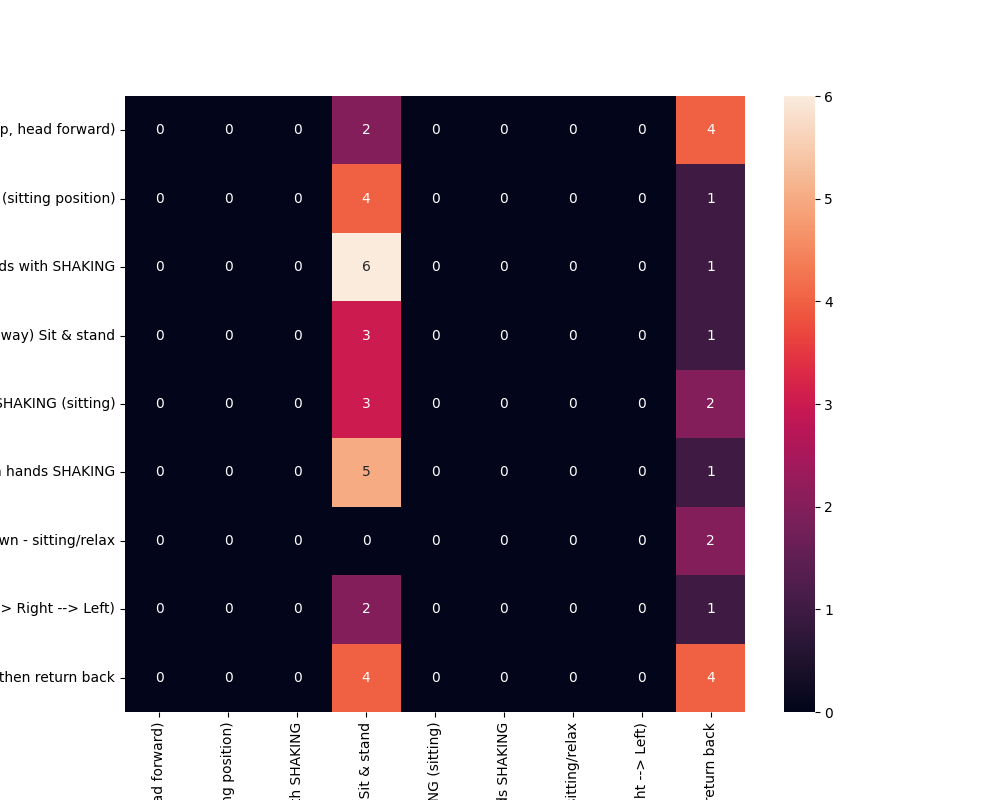 p, head forward) 0 0 0 2 0 0 0 0 4
(sitting position) 0 0 0 4 0 0 0 0 1
ds with SHAKING 0 0 0 6 0 0 0 0 1
way) Sit & stand 0 0 0 3 0 0 0 0 1
SHAKING (sitting) 0 0 0 3 0 0 0 0 2
hands SHAKING 0 0 0 5 0 0 0 0 1
wn - sitting/relax 0 0 0 0 0 0 0 0 2
> Right --> Left) 0 0 0 2 0 0 0 0 1
then return back 0 0 0 4 0 0 0 0 4
ad forward)
ng position)
th SHAKING
Sit & stand
NG (sitting)
ds SHAKING
sitting/relax
ht --> Left)
return back
6
5
4
3
2
1
0